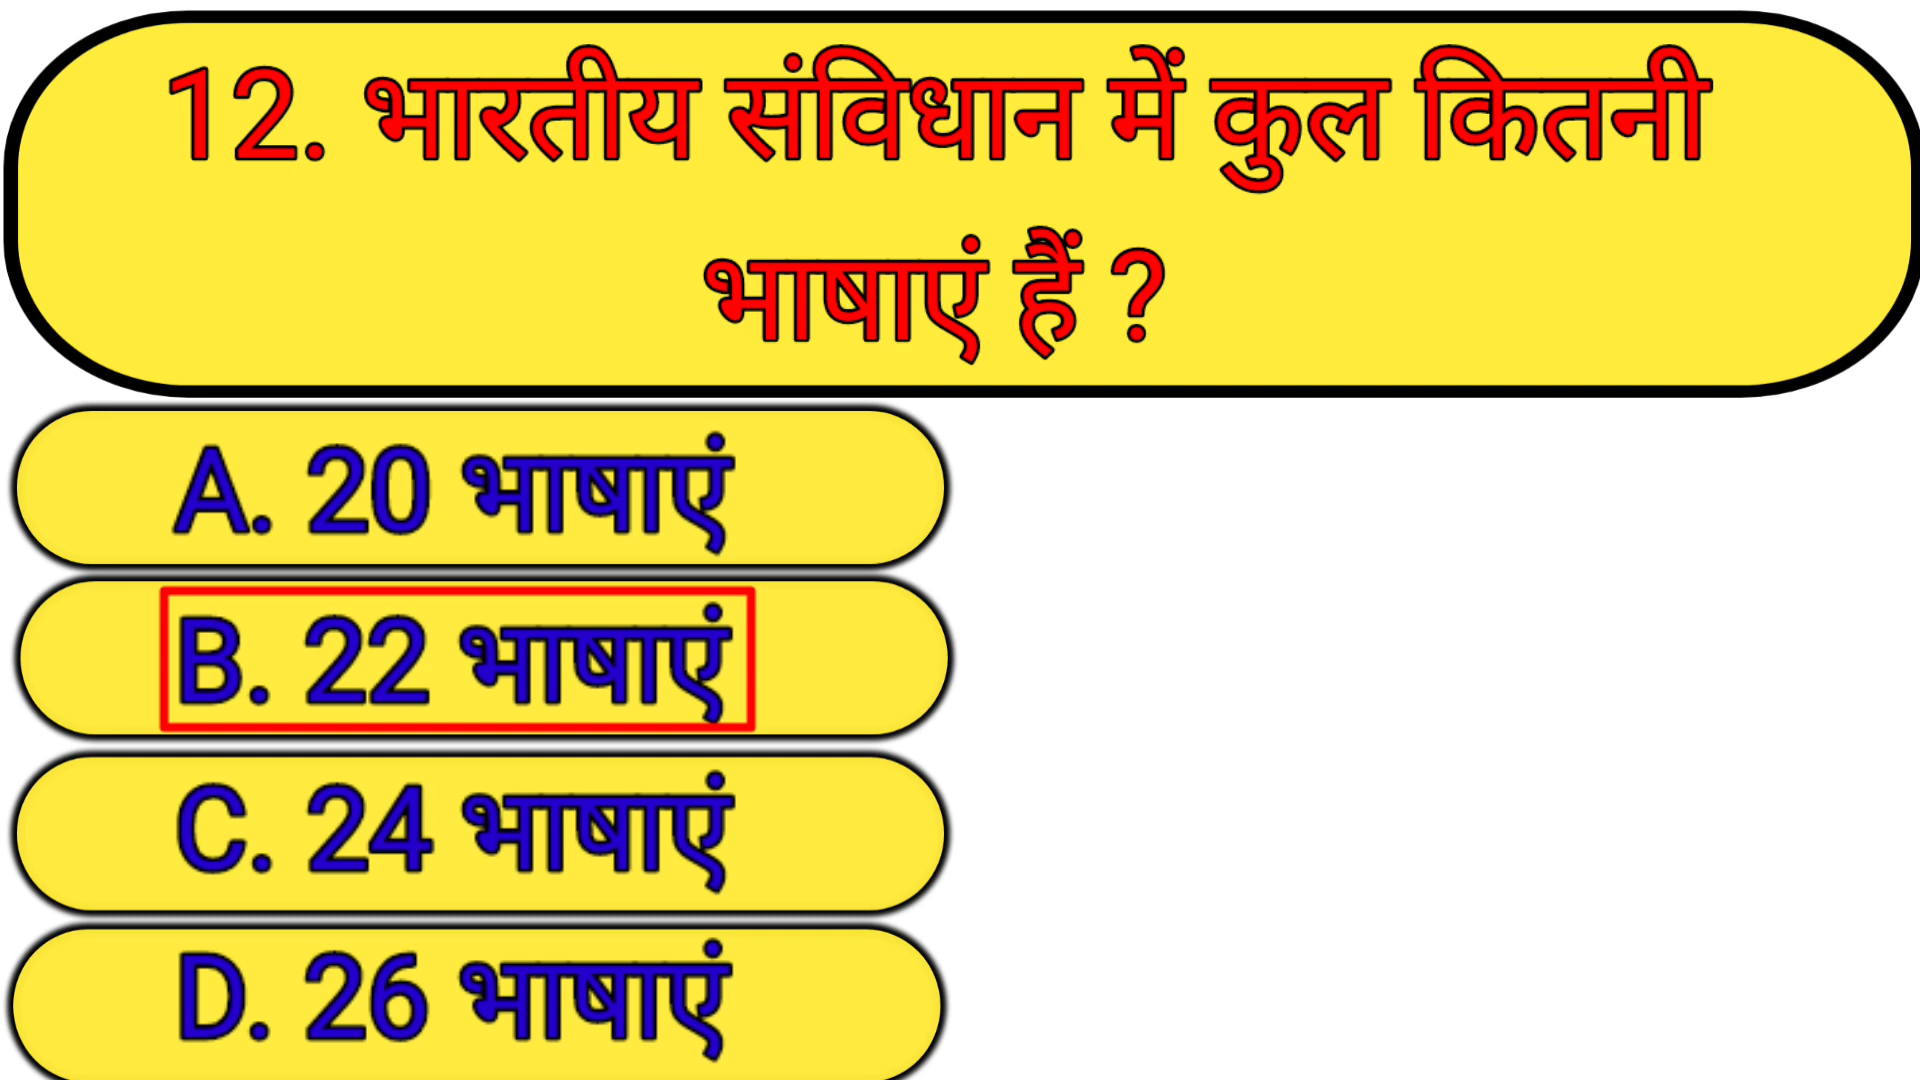 12. भारतीय संविधान में कुल कितनी
भाषाएं हैं ?
A. 20 भाषाएं
B. 22 भाषाएं
C. 24 भाषाएं
D. 26 भाषाएं